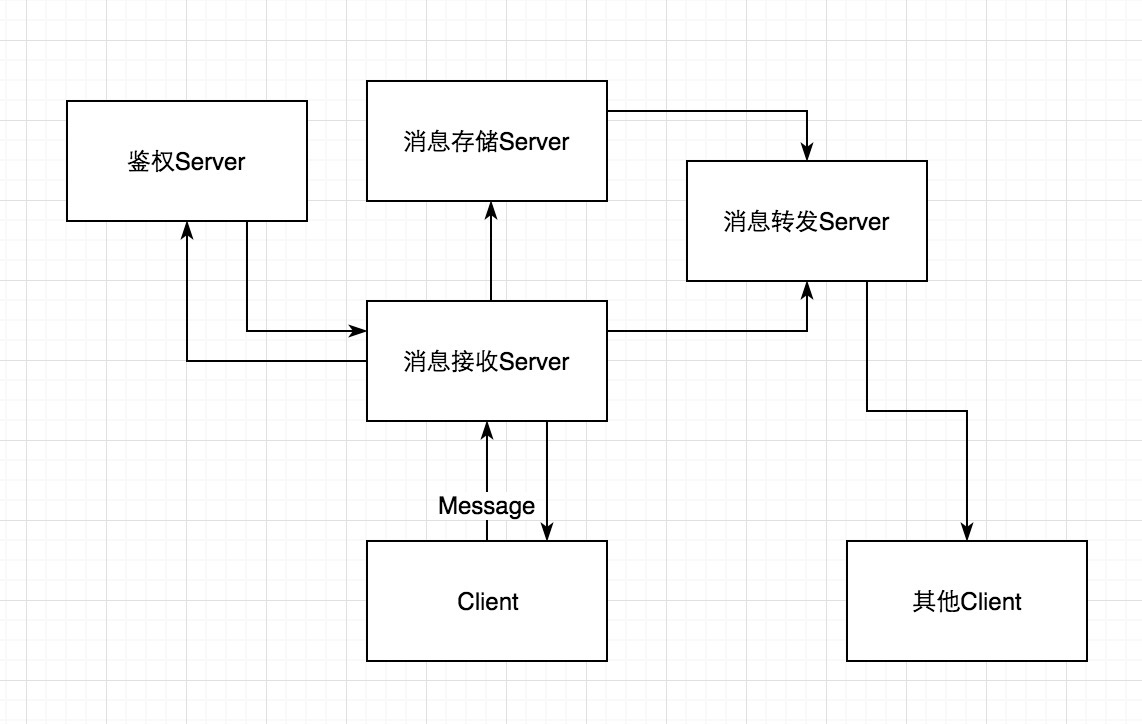 消息存储Server
鉴权Server
消息转发Server
消息接收Server
Message
Client
其他Client